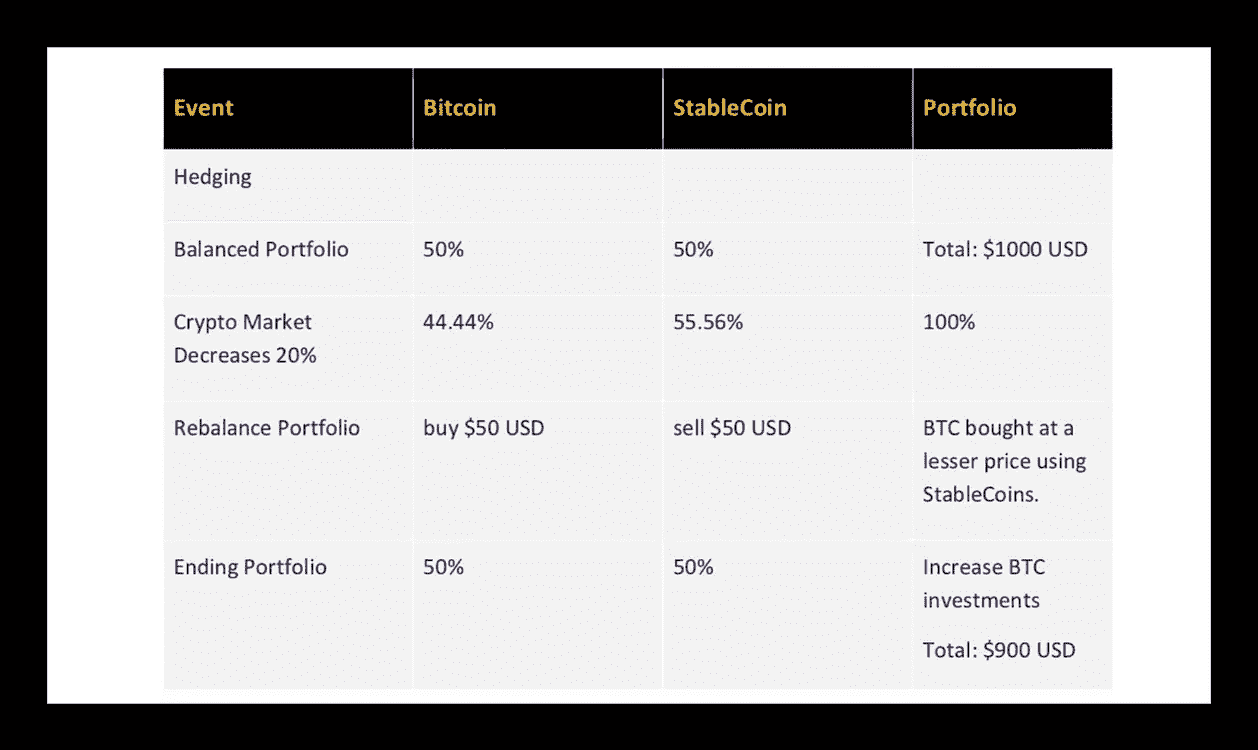 Event Bitcoin StableCoin Portfolio
Hedging
Balanced Portfolio 50% 50% Total: $1000 USD
Crypto Market 44.44% 55.56% 100%
Decreases 20%
Rebalance Portfolio buy $50 USD sell $50 USD BTC bought at a
lesser price using
StableCoins.
Ending Portfolio 50% 50% Increase BTC
investments
Total: $900 USD